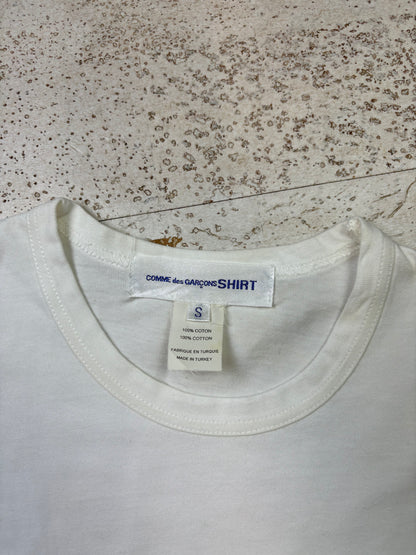 COMME des GARÇONS SHIRT
S
100% COTON
100% COTTON
FABRIQUE EN TURQUIE
MADE IN TURKEY